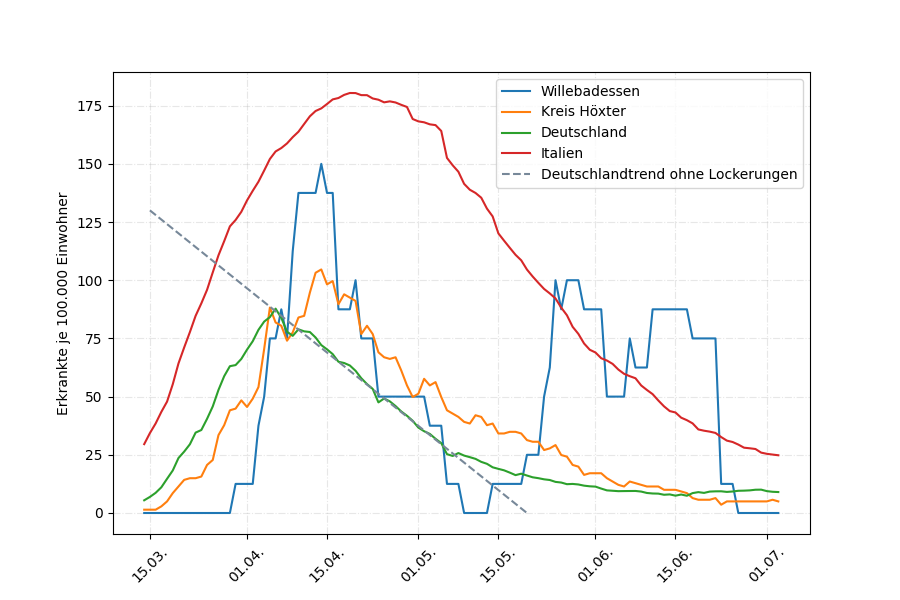 Erkrankte je 100.000 Einwohner
175
150
125
100
75
50
25
0
Willebadessen
Kreis Höxter
Deutschland
Italien
Deutschlandtrend ohne Lockerungen
15.03.
01.04.
15.04.
01.05.
15.05.
01.06.
15.06.
01.07.